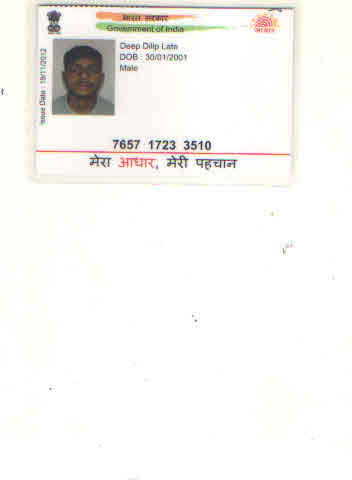 भारत सरकार
Government of India
आधार
Issue Date : 19/11/2012
Deep Dilip Late
DOB : 30/01/2001
Male
7657 1723 3510
मेरा आधार, मेरी पहचान